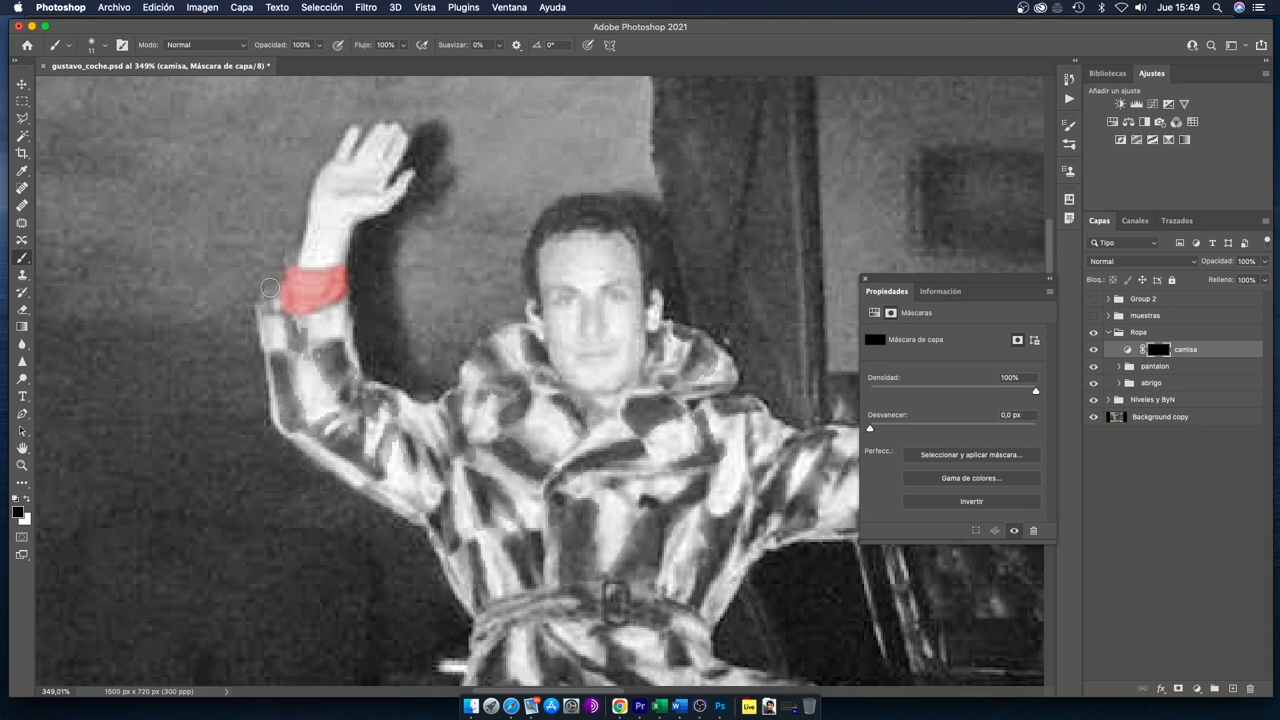 Photoshop Archivo Edición Imagen Capa Texto Selección Filtro 3D Vista Plugins Ventana Ayuda Jue 15:49
Adobe Photoshop 2021
11 Modo: Normal Opacidad: 100% Flujo: 100% Suavizar: 0% 0°
gustavo_coche.psd al 349% (camisa, Máscara de capa/8) *
Bibliotecas Ajustes
Añadir un ajuste
Capas Canales Trazados
Tipo
Normal Opacidad: 100%
Bloq.: Relleno: 100%
Group 2
muestras
Ropa
camisa
pantalon
abrigo
Niveles y ByN
Background copy
Propiedades Información
Máscaras
Máscara de capa
Densidad: 100%
Desvanecer: 0,0 px
Perfecc.: Seleccionar y aplicar máscara...
Gama de colores...
Invertir
349,01% 1500 px x 720 px (300 ppp)
Pr Ps Live